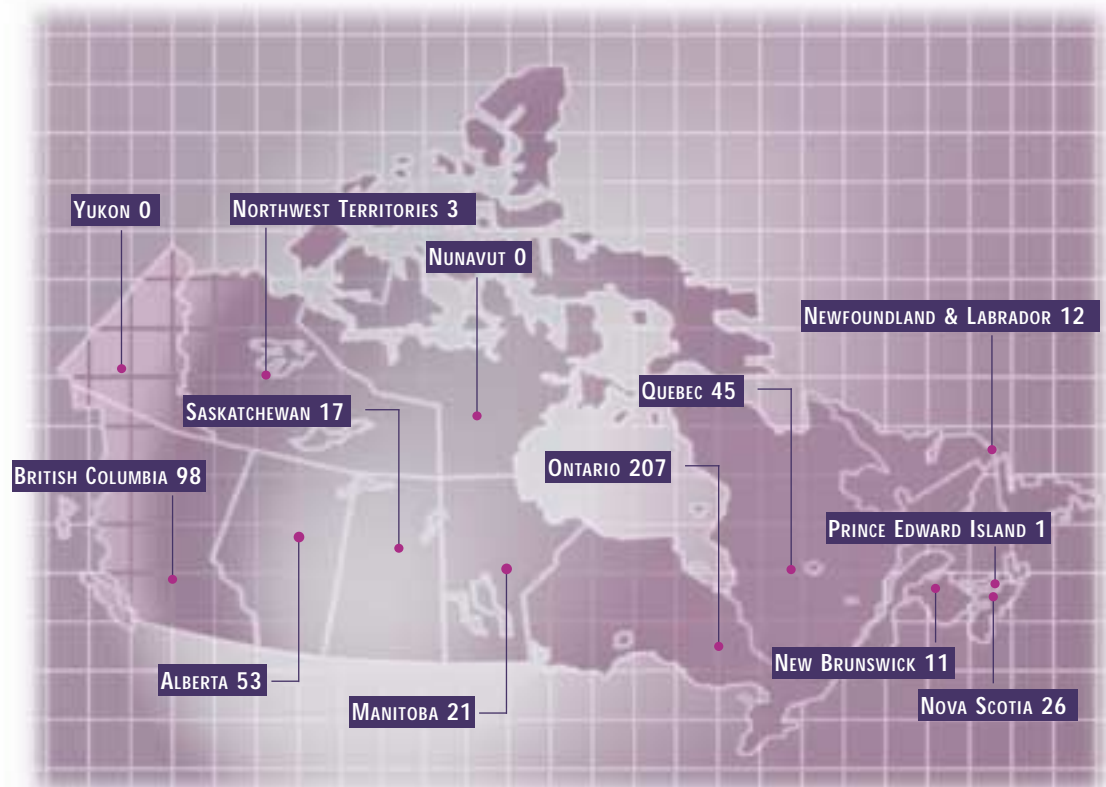 Yukon 0
Northwest Territories 3
Nunavut 0
Newfoundland & Labrador 12
Quebec 45
Saskatchewan 17
British Columbia 98
Ontario 207
Prince Edward Island 1
New Brunswick 11
Alberta 53
Nova Scotia 26
Manitoba 21